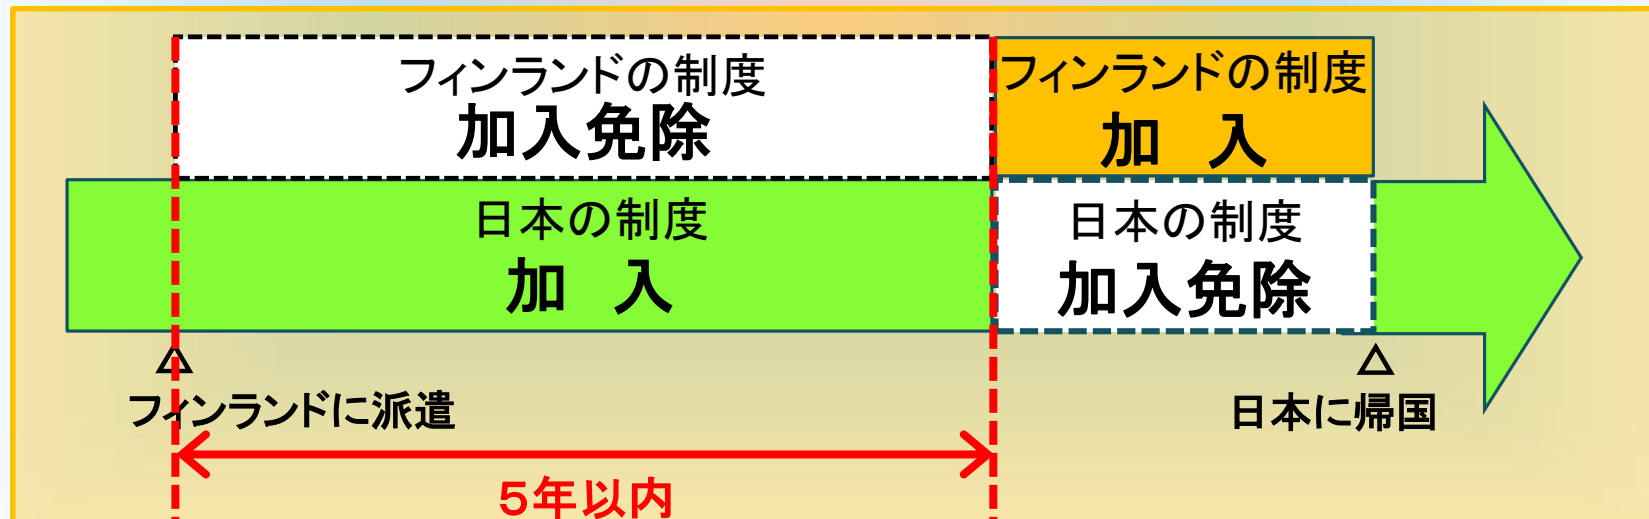 フィンランドの制度
加入免除
フィンランドの制度
加　入
日本の制度
加　入
日本の制度
加入免除
△
フィンランドに派遣
△
日本に帰国
５年以内